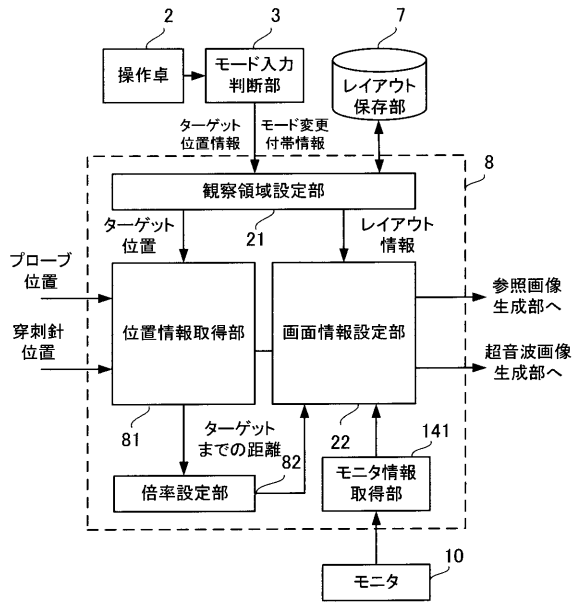 2
3
7
操作卓
モード入力
判断部
レイアウト
保存部
ターゲット
位置情報
モード変更
付帯情報
8
観察領域設定部
21
ターゲット
位置
レイアウト
情報
プローブ
位置
穿刺針
位置
位置情報取得部
画面情報設定部
参照画像
生成部へ
超音波画像
生成部へ
81
22
141
ターゲット
までの距離
82
倍率設定部
モニタ情報
取得部
モニタ
10